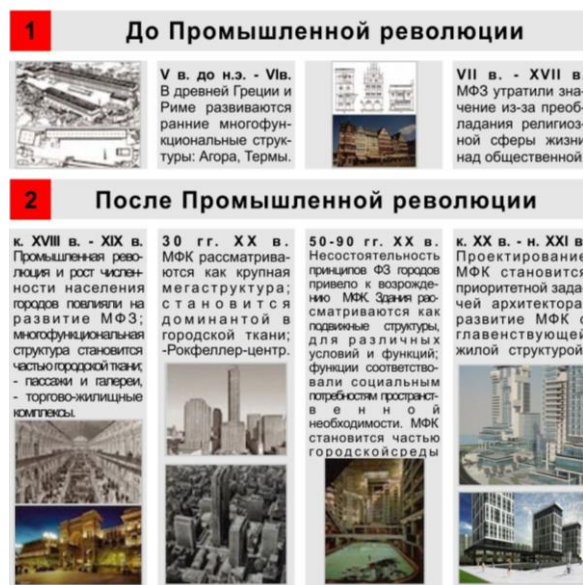 1
До Промышленной революции
V в. до н.э. - VIв.
В древней Греции и
Риме развиваются
ранние многофун-
кциональные струк-
туры: Агора, Термы.
VII в. - XVII в.
МФЗ утратили зна-
чение из-за преоб-
ладания религиоз-
ной сферы жизни
над общественной.
2
После Промышленной революции
к. XVIII в. - XIX в.
Промышленная рево-
люция и рост числен-
ности населения
городов повлияли на
развитие МФЗ;
многофункциональная
структура становится
частью городской ткани;
- пассажи и галереи,
- торгово-жилищные
комплексы.
30 гг. XX в.
МФК рассматрива-
ются как крупная
мегаструктура;
становится
доминантой в
городской ткани;
-Рокфеллер-центр.
50-90 гг. XX в.
Несостоятельность
принципов ФЗ городов
привело к возрожде-
нию МФК. Здания рас-
сматриваются как
подвижные структуры,
для различных
условий и функций;
функции соответство-
вали социальным
потребностям пространст-
венной
необходимости. МФК
становится частью
городскойсреды
к. XX в. - н. XXI в.
Проектирование
МФК становится
приоритетной зада-
чей архитектора,
развитие МФК с
главенствующей
жилой структурой.